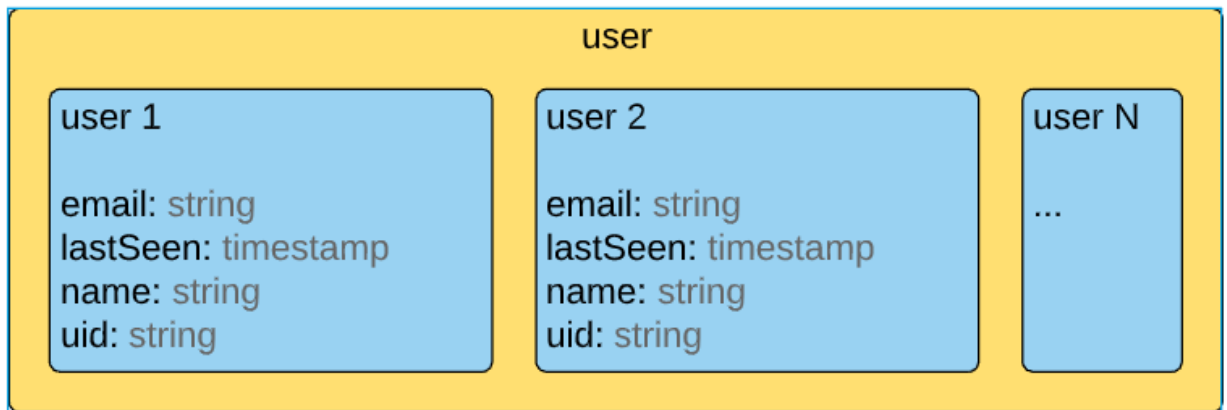 user
user 1
email: string
lastSeen: timestamp
name: string
uid: string
user 2
email: string
lastSeen: timestamp
name: string
uid: string
user N
...